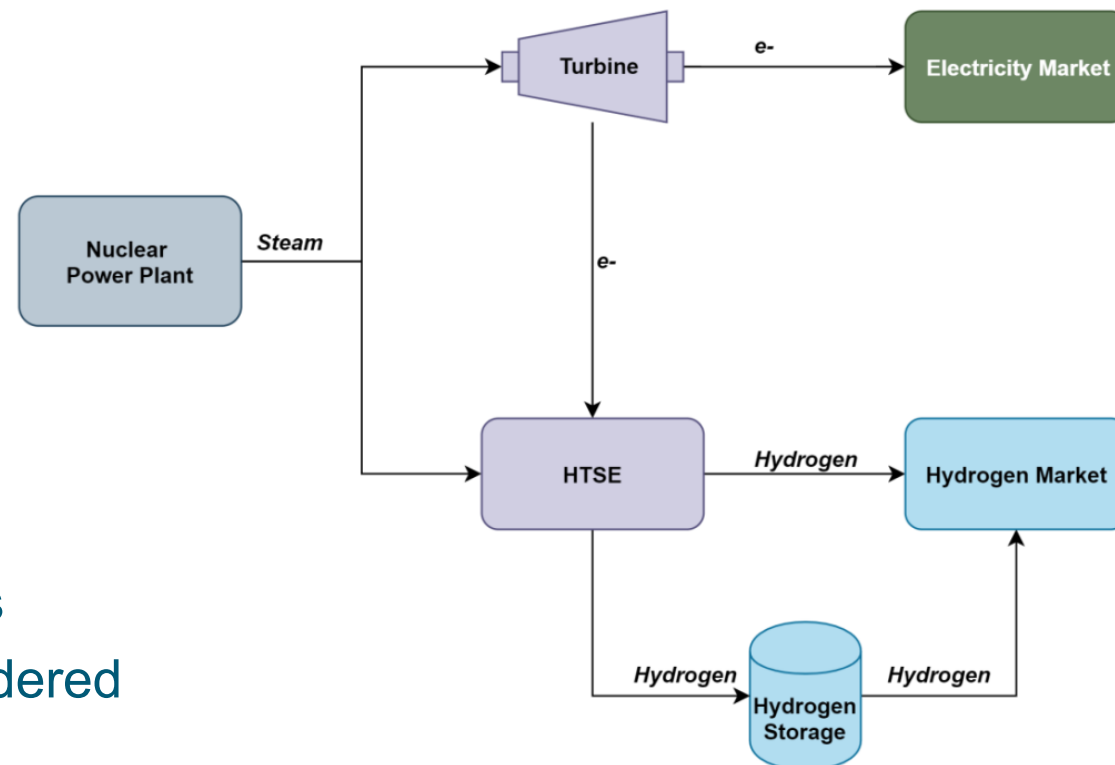 Turbine
e-
Electricity Market
Nuclear
Power Plant
Steam
e-
HTSE
Hydrogen
Hydrogen Market
s
dered
Hydrogen
Hydrogen
Hydrogen
Storage